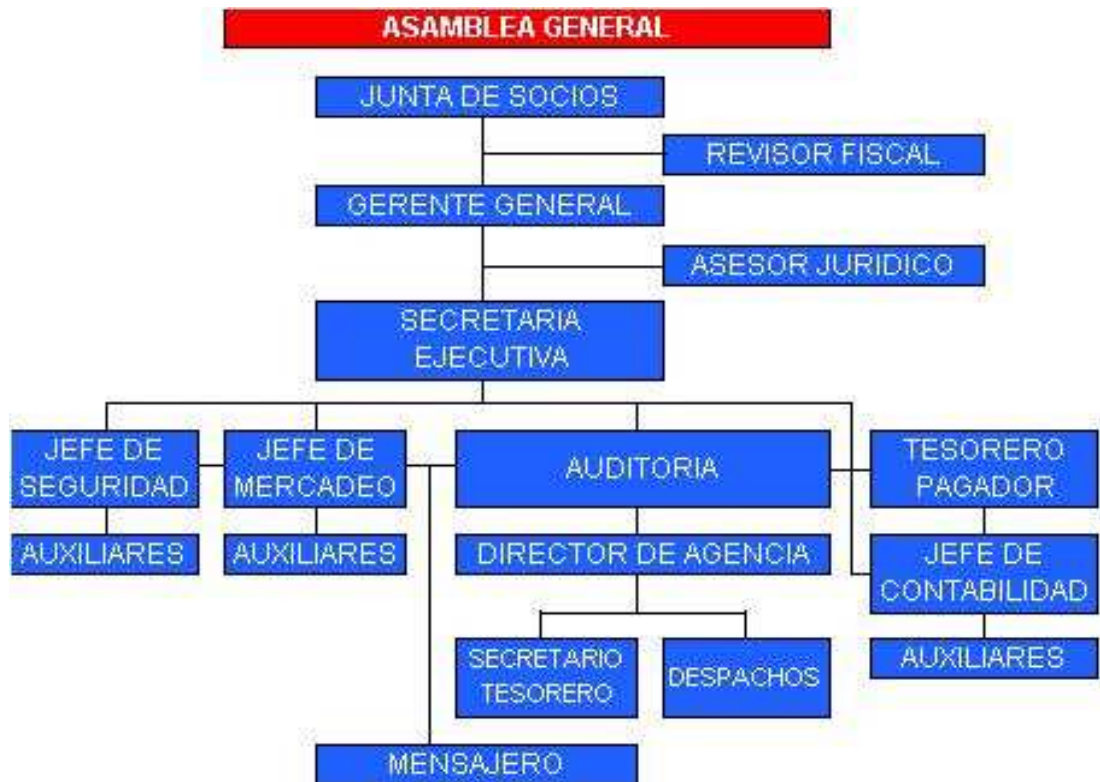 ASAMBLEA GENERAL
JUNTA DE SOCIOS
REVISOR FISCAL
GERENTE GENERAL
ASESOR JURIDICO
SECRETARIA
EJECUTIVA
JEFE DE
SEGURIDAD
JEFE DE
MERCADEO
AUDITORIA
TESORERO
PAGADOR
AUXILIARES
AUXILIARES
DIRECTOR DE AGENCIA
JEFE DE
CONTABILIDAD
SECRETARIO
TESORERO
DESPACHOS
AUXILIARES
MENSAJERO